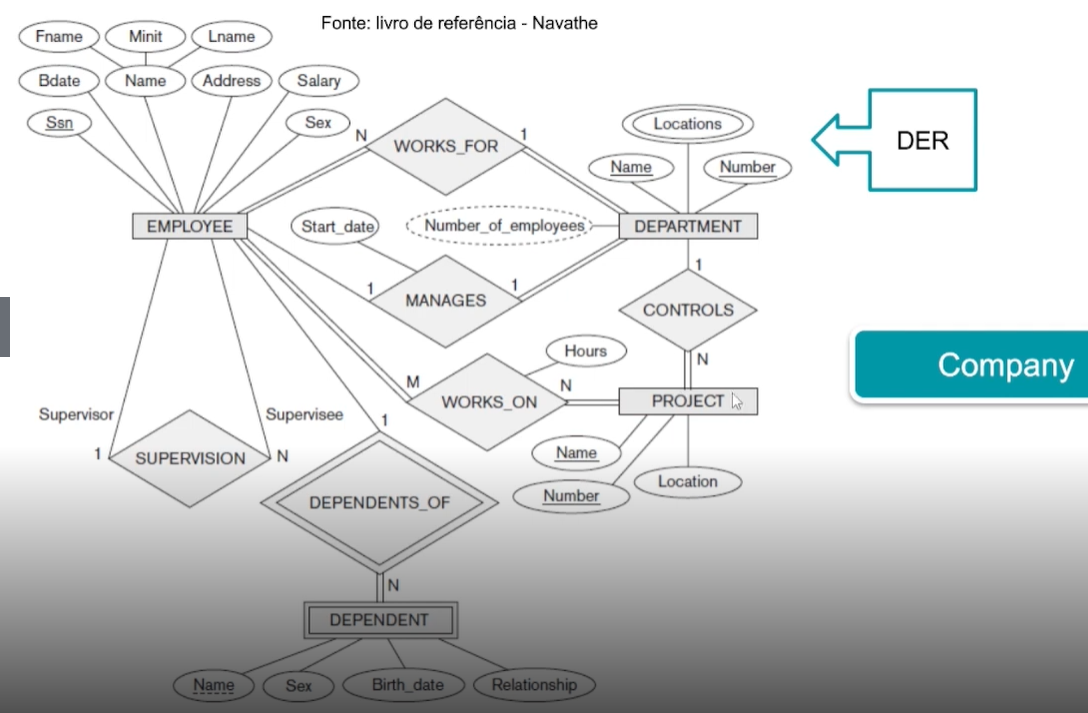 Fonte: livro de referência - Navathe
Fname
Minit
Lname
Bdate
Name
Address
Salary
Ssn
Sex
N
WORKS_FOR
1
Locations
Name
Number
DER
EMPLOYEE
Start_date
Number_of_employees
DEPARTMENT
1
MANAGES
1
1
CONTROLS
N
Hours
Company
M
WORKS_ON
N
PROJECT
Supervisor
Supervisee
1
1
SUPERVISION
N
Name
Number
Location
DEPENDENTS_OF
N
DEPENDENT
Name
Sex
Birth_date
Relationship